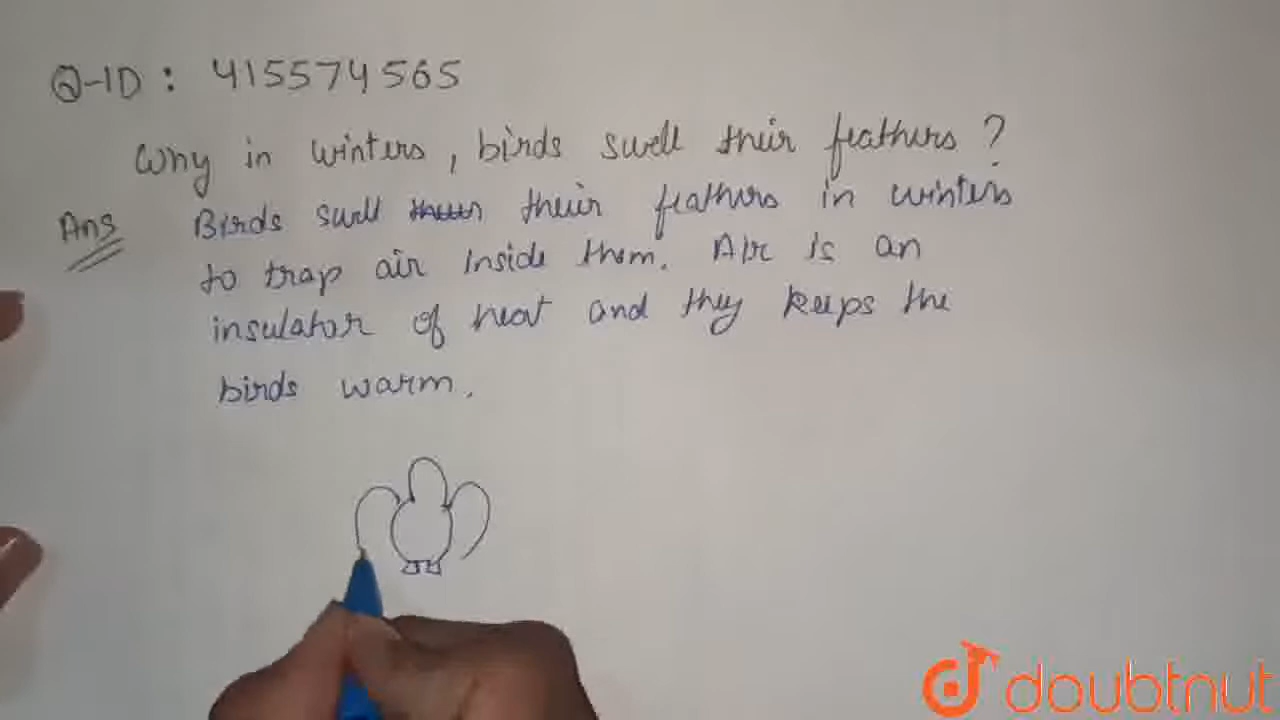 Q-ID : 415574565
Why in winters, birds swell their feathers ?
Ans Birds swell their feathers in winters
to trap air inside them. Air is an
insulator of heat and they keeps the
birds warm.
doubtnut